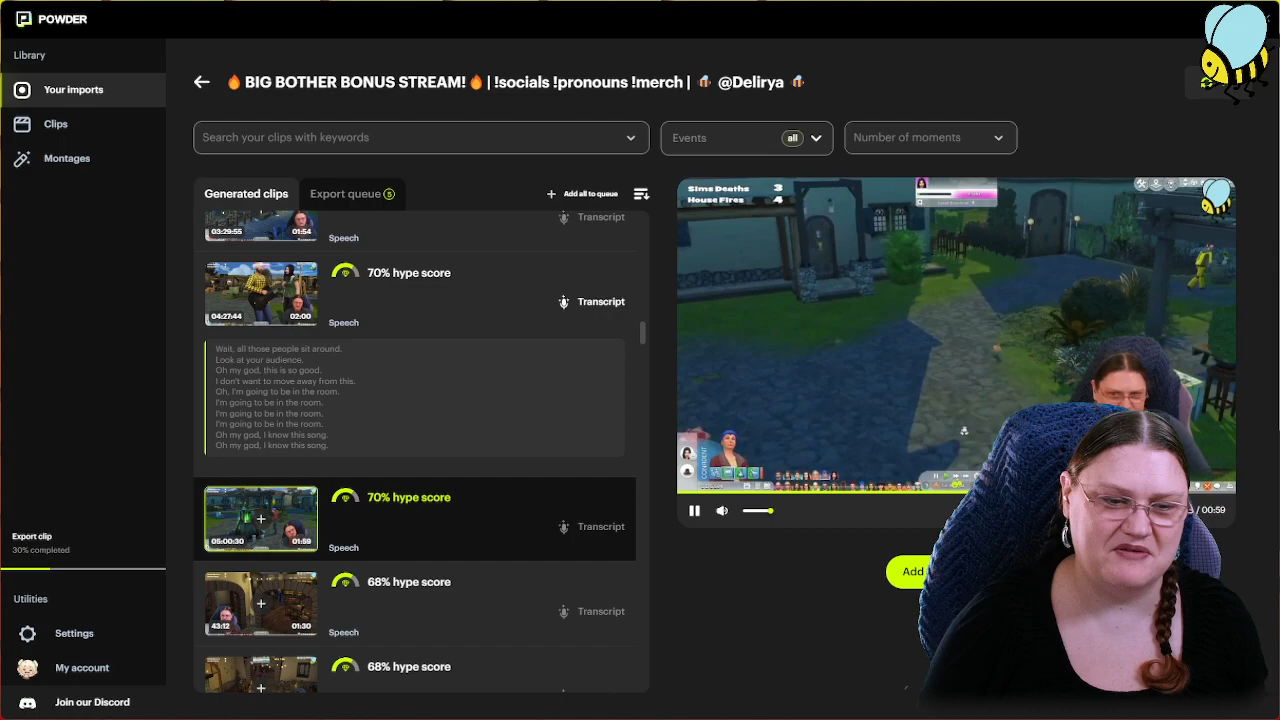 POWDER
Library
Your imports
Clips
Montages
Export clip
30% completed
Utilities
Settings
My account
Join our Discord
🔥 BIG BOTHER BONUS STREAM! 🔥 | !socials !pronouns !merch | 🐝 @Delirya 🐝
Search your clips with keywords
Events
all
Number of moments
Generated clips
Export queue 5
Add all to queue
03:29:55
01:54
Speech
Transcript
70% hype score
04:27:44
02:00
Speech
Transcript
Wait, all those people sit around.
Look at your audience.
Oh my god, this is so good.
I don't want to move away from this.
Oh, I'm going to be in the room.
I'm going to be in the room.
I'm going to be in the room.
I'm going to be in the room.
Oh my god, I know this song.
Oh my god, I know this song.
70% hype score
05:00:30
01:59
Speech
Transcript
68% hype score
43:12
01:30
Speech
Transcript
68% hype score
Sims Deaths 3
House Fires 4
CONFIDENT
/ 00:59
Add